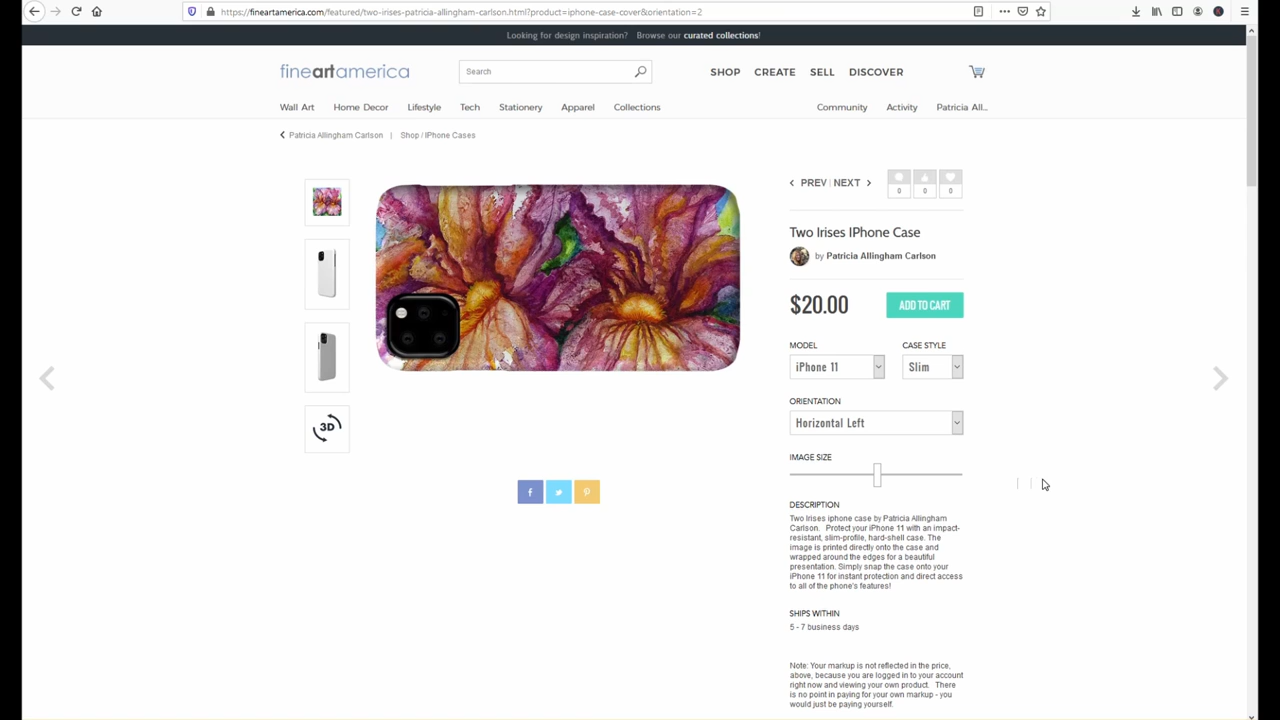 https://fineartamerica.com/featured/two-irises-patricia-allingham-carlson.html?product=iphone-case-cover&orientation=2
Looking for design inspiration? Browse our curated collections!
fineartamerica
Search
SHOP CREATE SELL DISCOVER
Wall Art Home Decor Lifestyle Tech Stationery Apparel Collections Community Activity Patricia All...
Patricia Allingham Carlson | Shop / IPhone Cases
PREV | NEXT
0 0 0
Two Irises IPhone Case
by Patricia Allingham Carlson
$20.00 ADD TO CART
MODEL CASE STYLE
iPhone 11 Slim
ORIENTATION
Horizontal Left
3D
IMAGE SIZE
DESCRIPTION
Two Irises iphone case by Patricia Allingham
Carlson. Protect your iPhone 11 with an impact-
resistant, slim-profile, hard-shell case. The
image is printed directly onto the case and
wrapped around the edges for a beautiful
presentation. Simply snap the case onto your
iPhone 11 for instant protection and direct access
to all of the phone's features!
SHIPS WITHIN
5 - 7 business days
Note: Your markup is not reflected in the price,
above, because you are logged in to your account
right now and viewing your own product. There
is no point in paying for your own markup - you
would just be paying yourself.